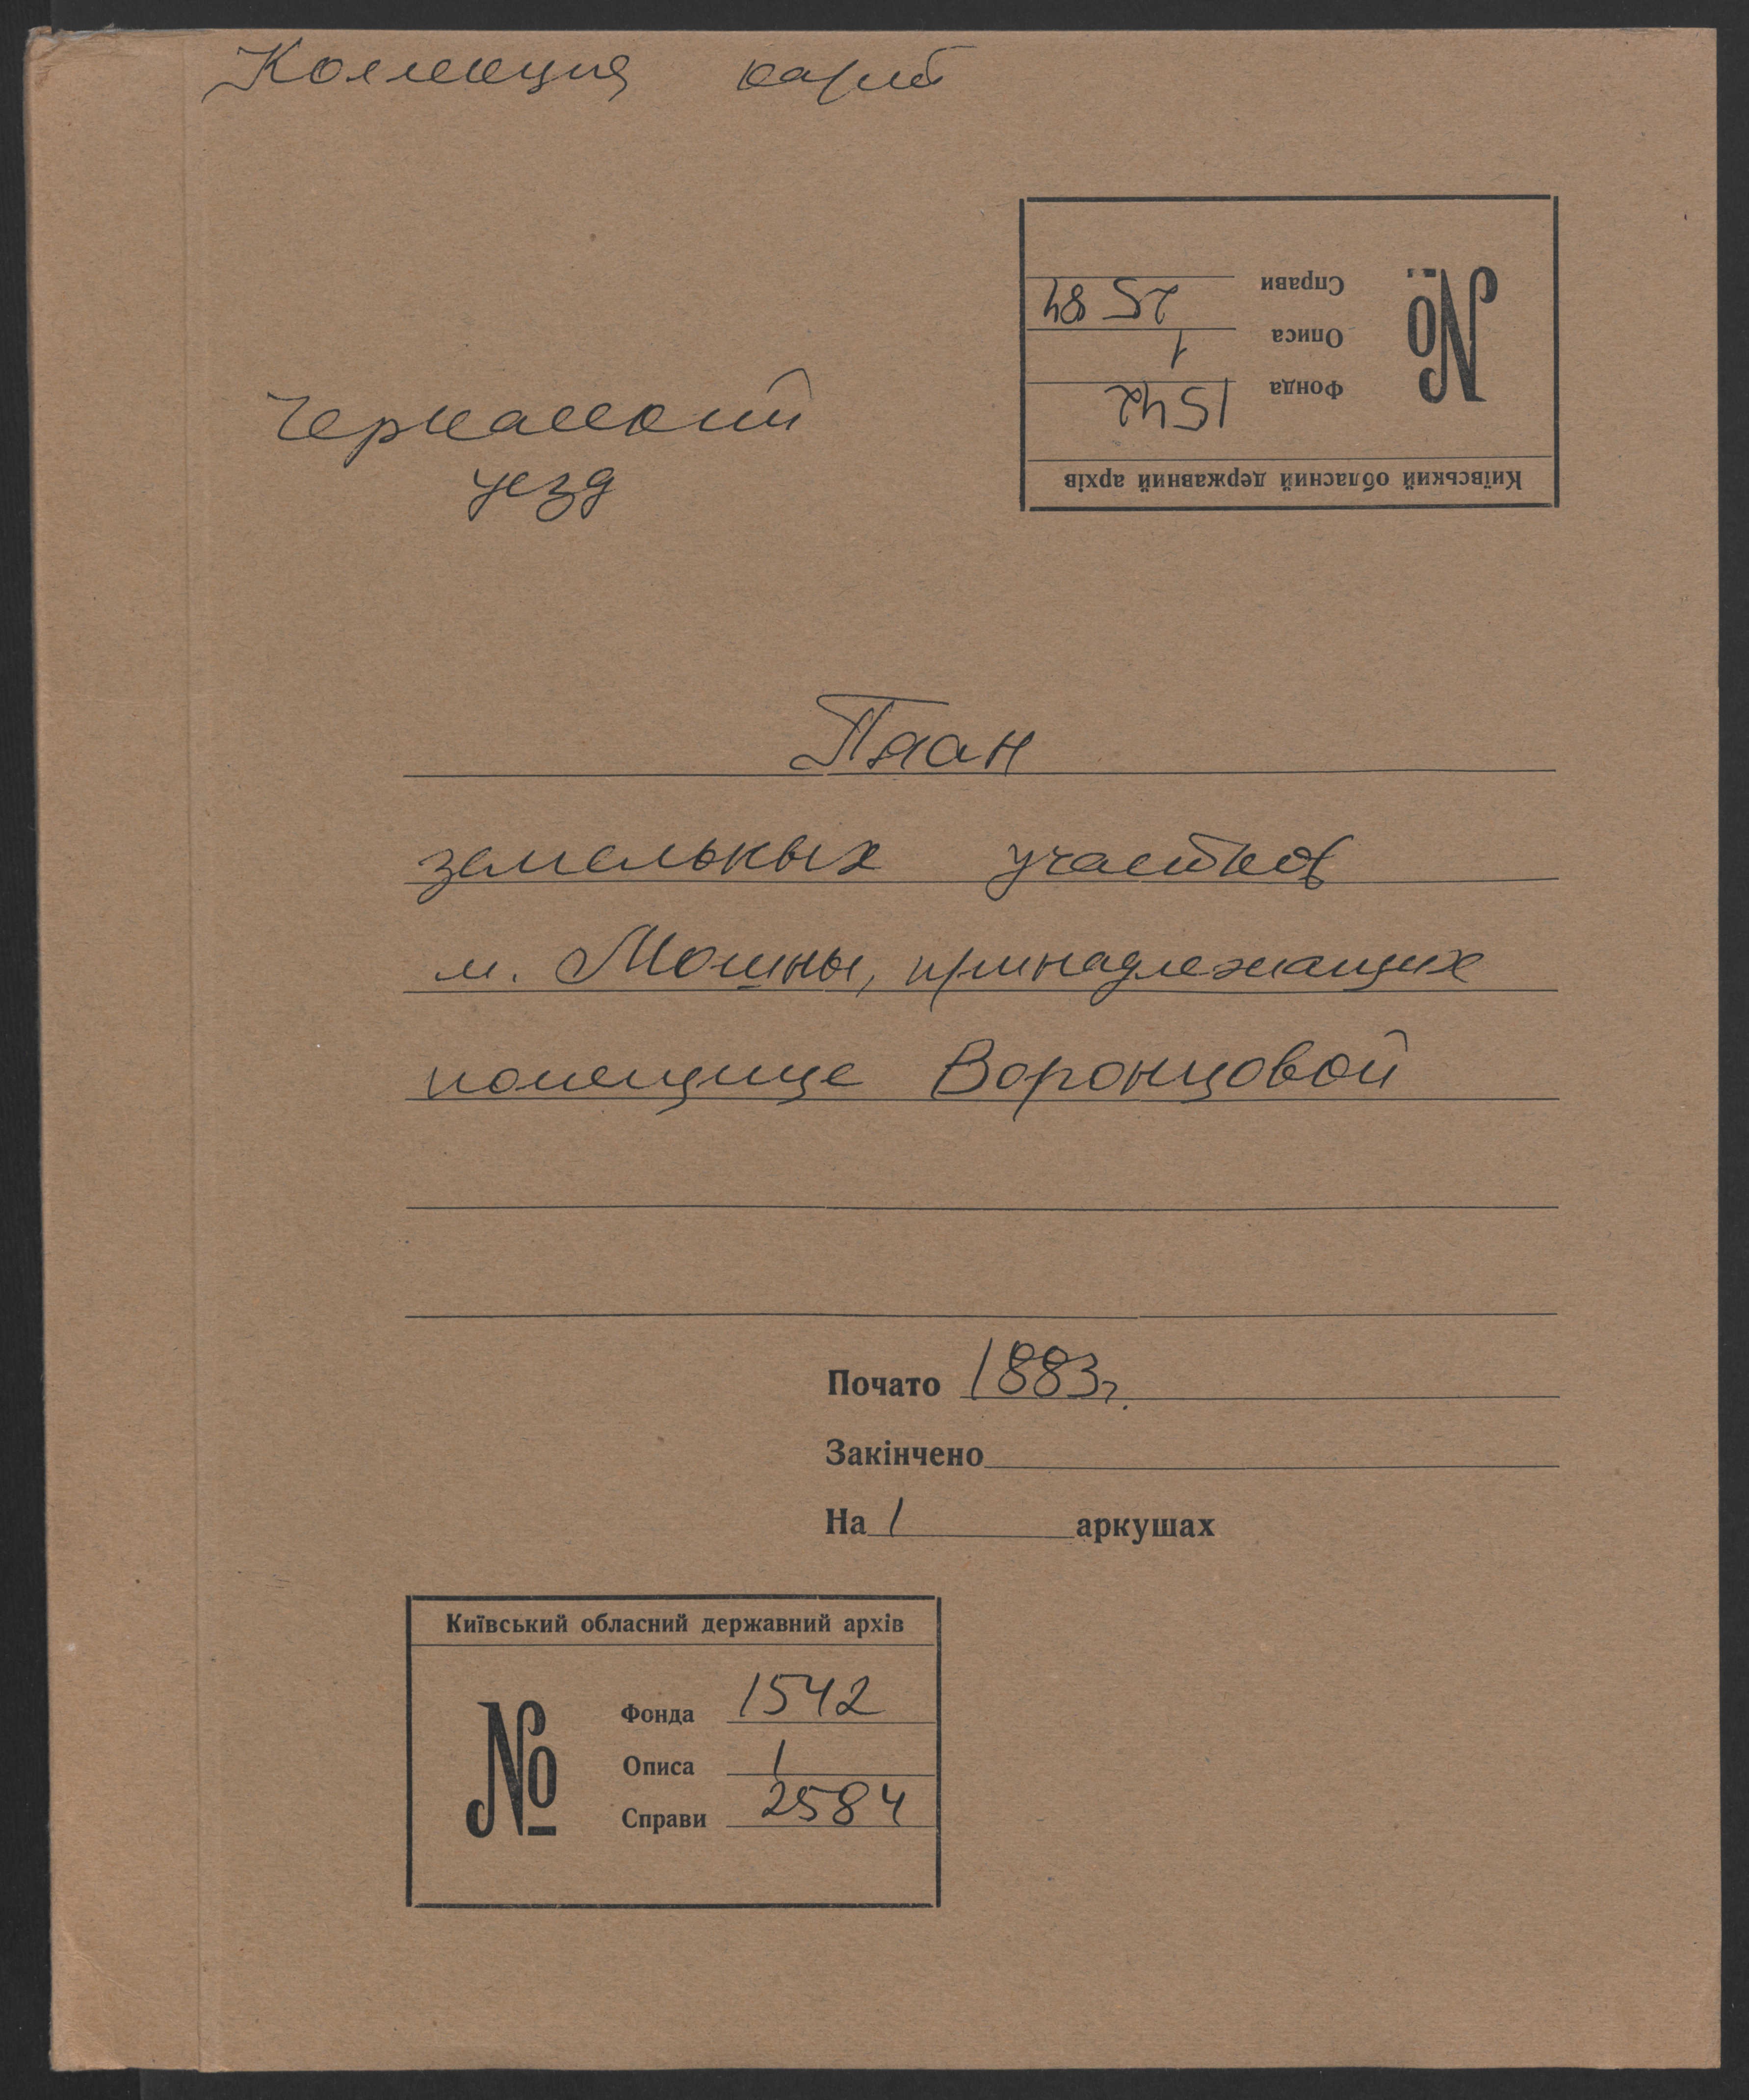 Коллекция карт
Справи 2584
Описа 1
Фонда 1542
№
Київський обласний державний архів
Черкасский
уезд
План
земельных участков
м. Мошны, принадлежащих
помещице Воронцовой
Почато 1883г.
Закінчено
На 1 аркушах
Київський обласний державний архів
№
Фонда 1542
Описа 1
Справи 2584